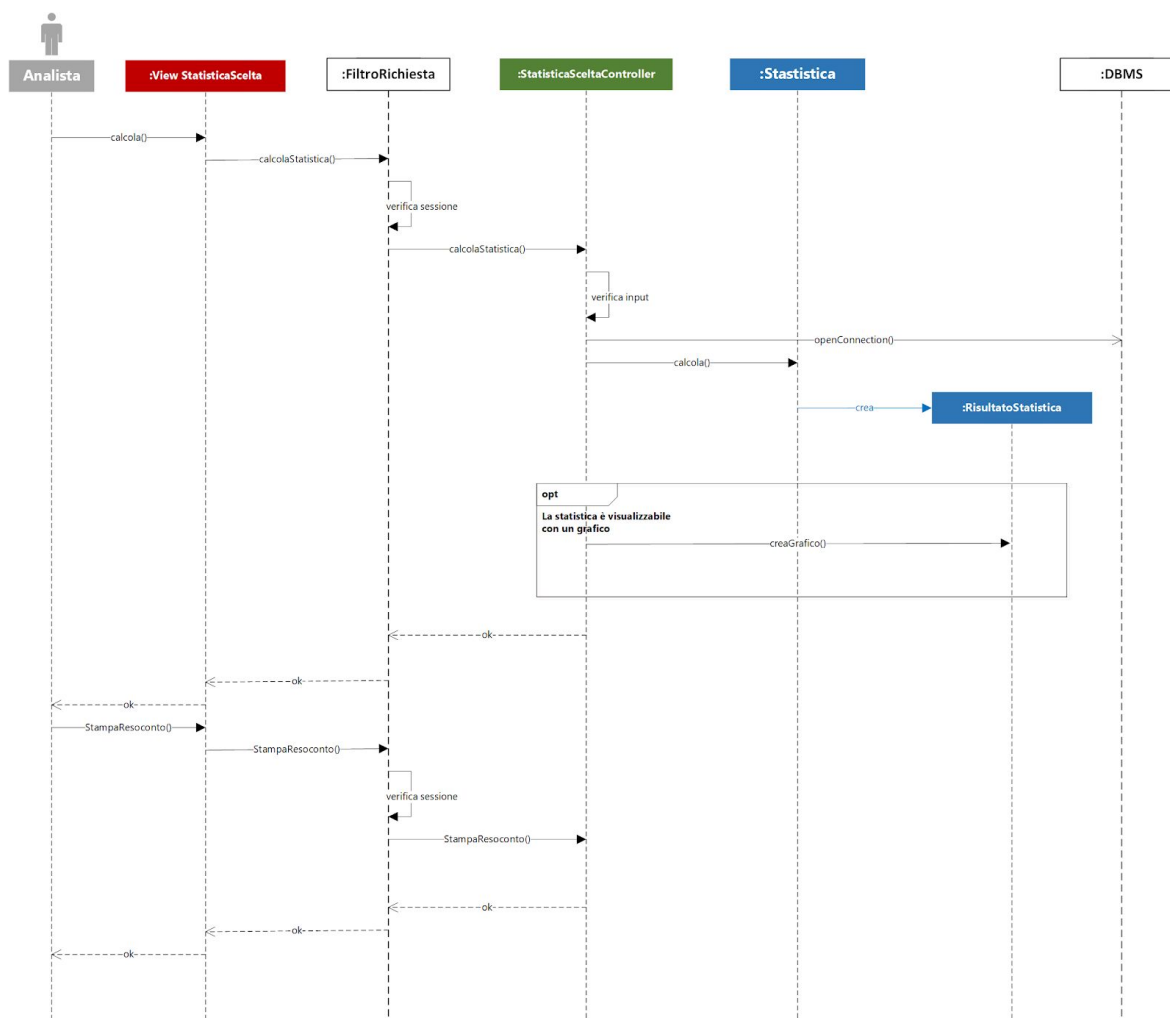 Analista
:View StatisticaScelta
:FiltroRichiesta
:StatisticaSceltaController
:Stastistica
:DBMS
calcola()
calcolaStatistica()
verifica sessione
calcolaStatistica()
verifica input
openConnection()
calcola()
crea
:RisultatoStatistica
opt
La statistica è visualizzabile
con un grafico
creaGrafico()
ok
ok
ok
StampaResoconto()
StampaResoconto()
verifica sessione
StampaResoconto()
ok
ok
ok